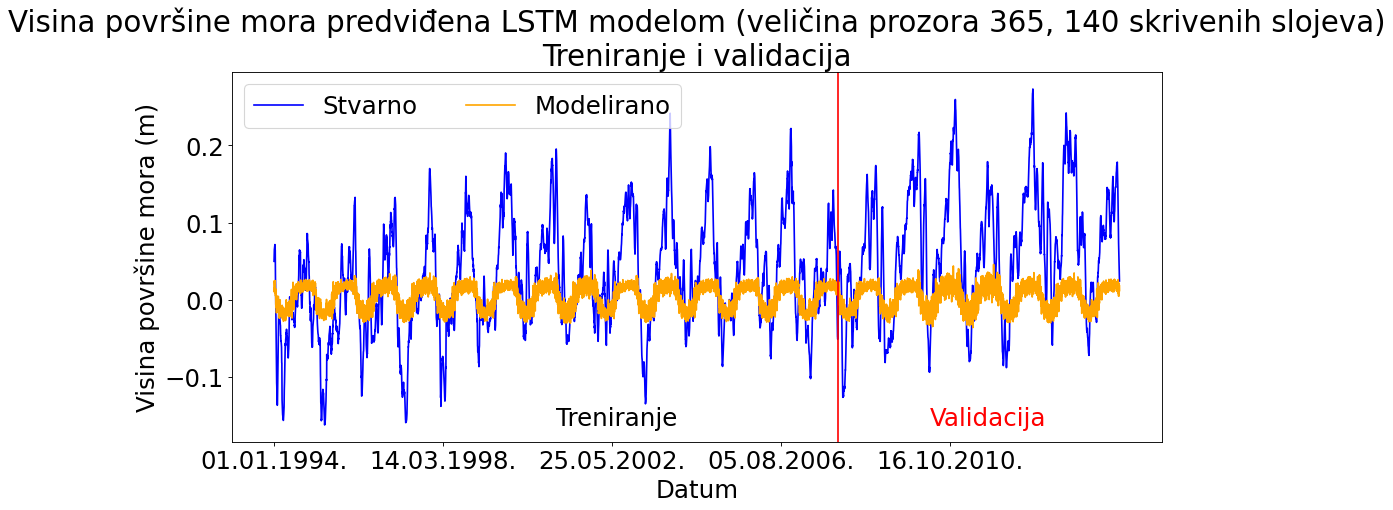 Visina površine mora predviđena LSTM modelom (veličina prozora 365, 140 skrivenih slojeva)
Treniranje i validacija
Stvarno Modelirano
Visina površine mora (m)
0.2
0.1
0.0
−0.1
Treniranje Validacija
01.01.1994. 14.03.1998. 25.05.2002. 05.08.2006. 16.10.2010.
Datum